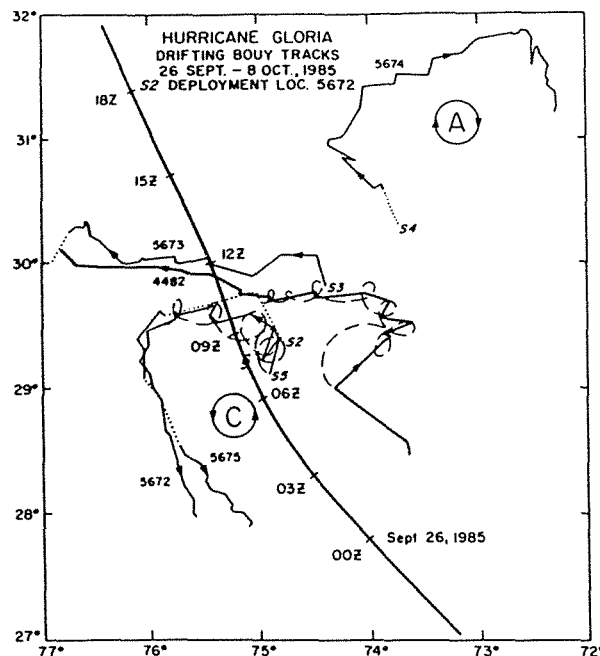 32°
HURRICANE GLORIA
DRIFTING BOUY TRACKS
26 SEPT. - 8 OCT., 1985
S2 DEPLOYMENT LOC. 5672
18Z
5674
31°
A
15Z
S4
5673
12Z
30°
4482
S3
09Z
S2
S5
29°
06Z
C
5672
5675
03Z
28°
Sept 26, 1985
00Z
27°
77°
76°
75°
74°
73°
72°